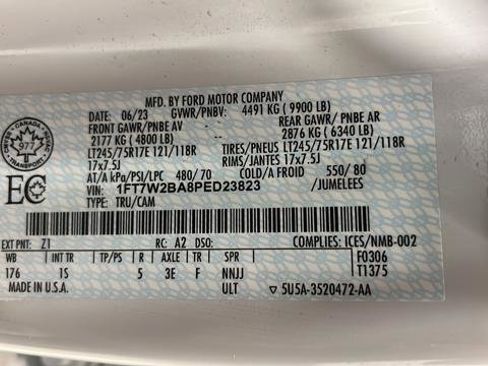 MFD. BY FORD MOTOR COMPANY
DATE: 06/23 GVWR/PNBV: 4491 KG (9900 LB)
FRONT GAWR/PNBE AV REAR GAWR/PNBE AR
2177 KG (4800 LB) 2876 KG (6340 LB)
LT245/75R17E 121/118R TIRES/PNEUS LT245/75R17E 121/118R
17x7.5J RIMS/JANTES 17x7.5J
AT/A kPa/PSI/LPC 480/70 COLD/A FROID 550/80
VIN: 1FT7W2BA8PED23823 /JUMELEES
TYPE: TRU/CAM
EXT PNT: Z1 RC: A2 DSO: COMPLIES: ICES/NMB-002
WB INT TR TP/PS R AXLE TR SPR F0306
176 1S 5 3E F NNJJ T1375
MADE IN U.S.A. ULT ▽ 5U5A-3520472-AA
CANADA
977
TRANSPORT
EC